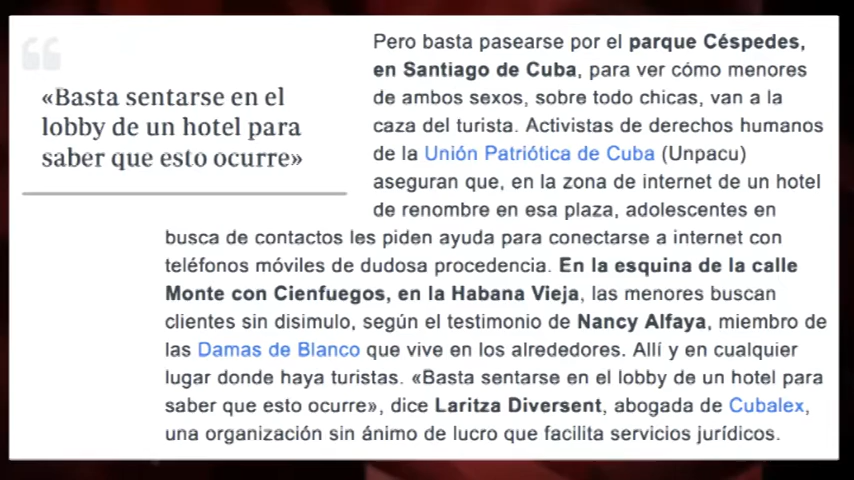 «Basta sentarse en el
lobby de un hotel para
saber que esto ocurre»
Pero basta pasearse por el parque Céspedes,
en Santiago de Cuba, para ver cómo menores
de ambos sexos, sobre todo chicas, van a la
caza del turista. Activistas de derechos humanos
de la Unión Patriótica de Cuba (Unpacu)
aseguran que, en la zona de internet de un hotel
de renombre en esa plaza, adolescentes en
busca de contactos les piden ayuda para conectarse a internet con
teléfonos móviles de dudosa procedencia. En la esquina de la calle
Monte con Cienfuegos, en la Habana Vieja, las menores buscan
clientes sin disimulo, según el testimonio de Nancy Alfaya, miembro de
las Damas de Blanco que vive en los alrededores. Allí y en cualquier
lugar donde haya turistas. «Basta sentarse en el lobby de un hotel para
saber que esto ocurre», dice Laritza Diversent, abogada de Cubalex,
una organización sin ánimo de lucro que facilita servicios jurídicos.